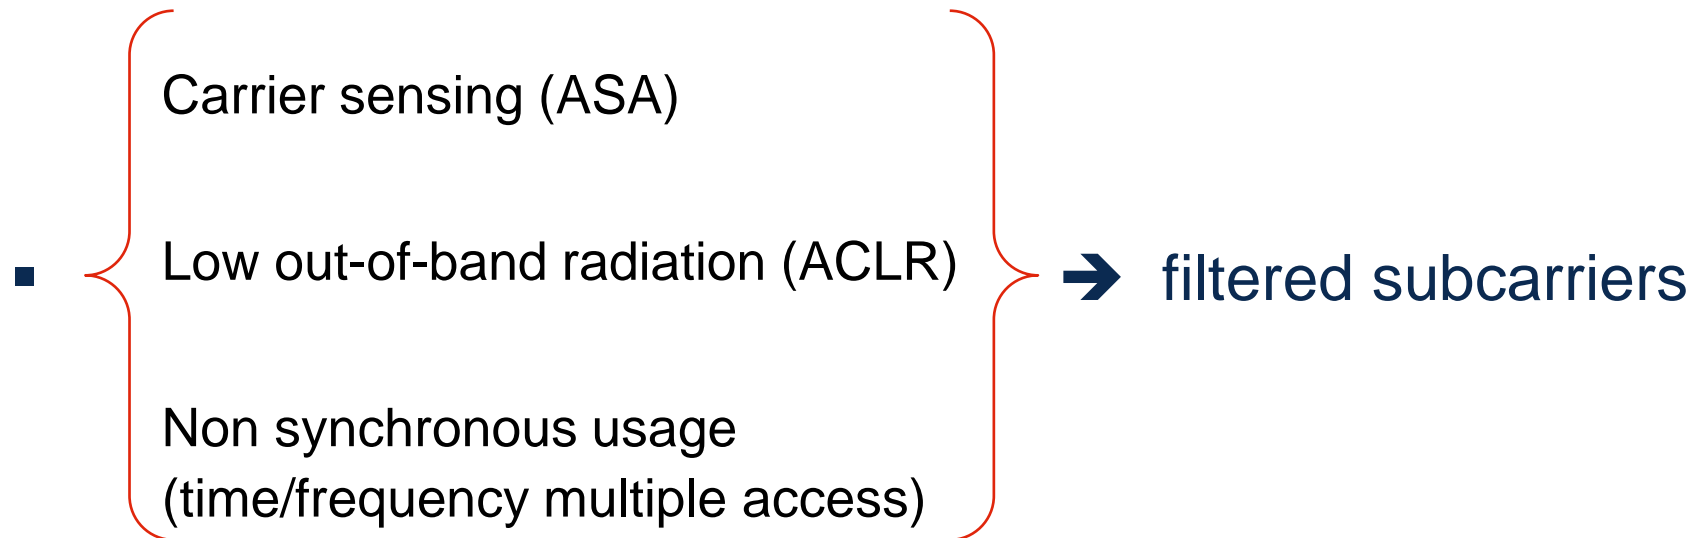 Carrier sensing (ASA)
▪ Low out-of-band radiation (ACLR) ➔ filtered subcarriers
Non synchronous usage
(time/frequency multiple access)